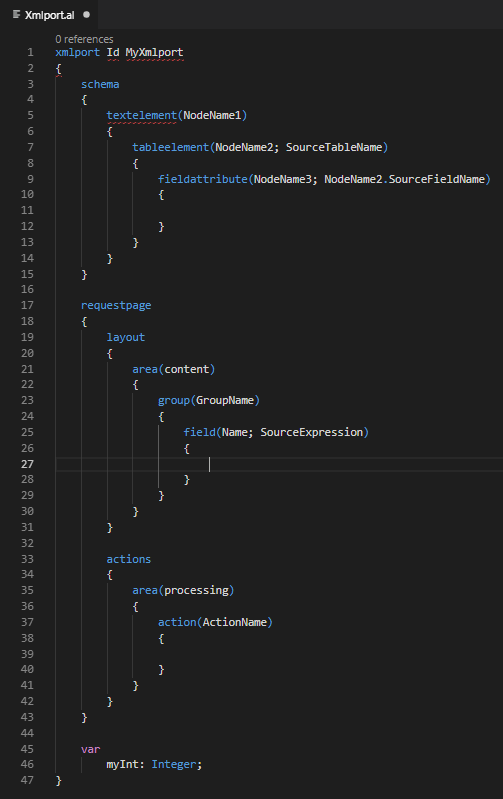 Xmlport.al
0 references
1 xmlport Id MyXmlport
2 {
3 schema
4 {
5 textelement(NodeName1)
6 {
7 tableelement(NodeName2; SourceTableName)
8 {
9 fieldattribute(NodeName3; NodeName2.SourceFieldName)
10 {
11
12 }
13 }
14 }
15 }
16
17 requestpage
18 {
19 layout
20 {
21 area(content)
22 {
23 group(GroupName)
24 {
25 field(Name; SourceExpression)
26 {
27
28 }
29 }
30 }
31 }
32
33 actions
34 {
35 area(processing)
36 {
37 action(ActionName)
38 {
39
40 }
41 }
42 }
43 }
44
45 var
46 myInt: Integer;
47 }